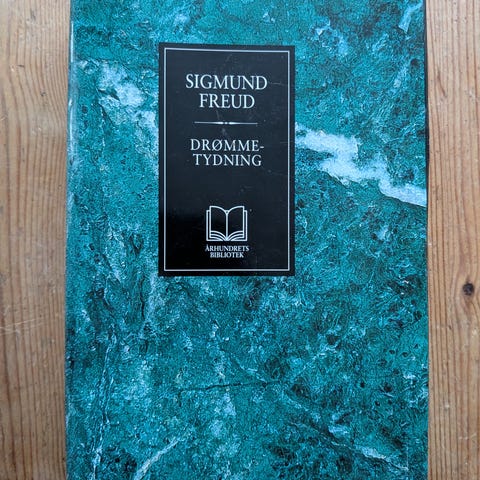 SIGMUND
FREUD
DRØMME-
TYDNING
ÅRHUNDRETS
BIBLIOTEK